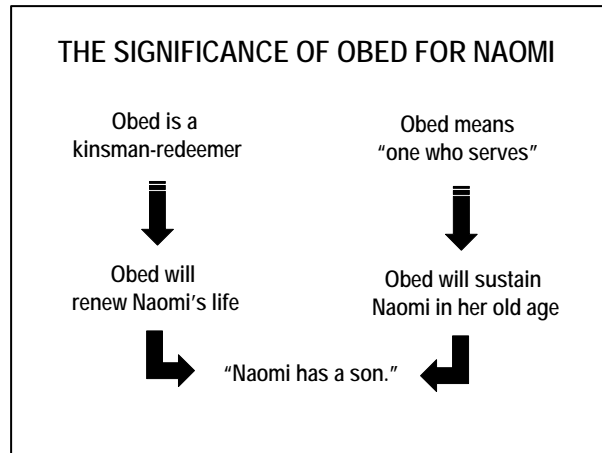 THE SIGNIFICANCE OF OBED FOR NAOMI
Obed is a
kinsman-redeemer
Obed means
“one who serves”
Obed will
renew Naomi’s life
Obed will sustain
Naomi in her old age
“Naomi has a son.”